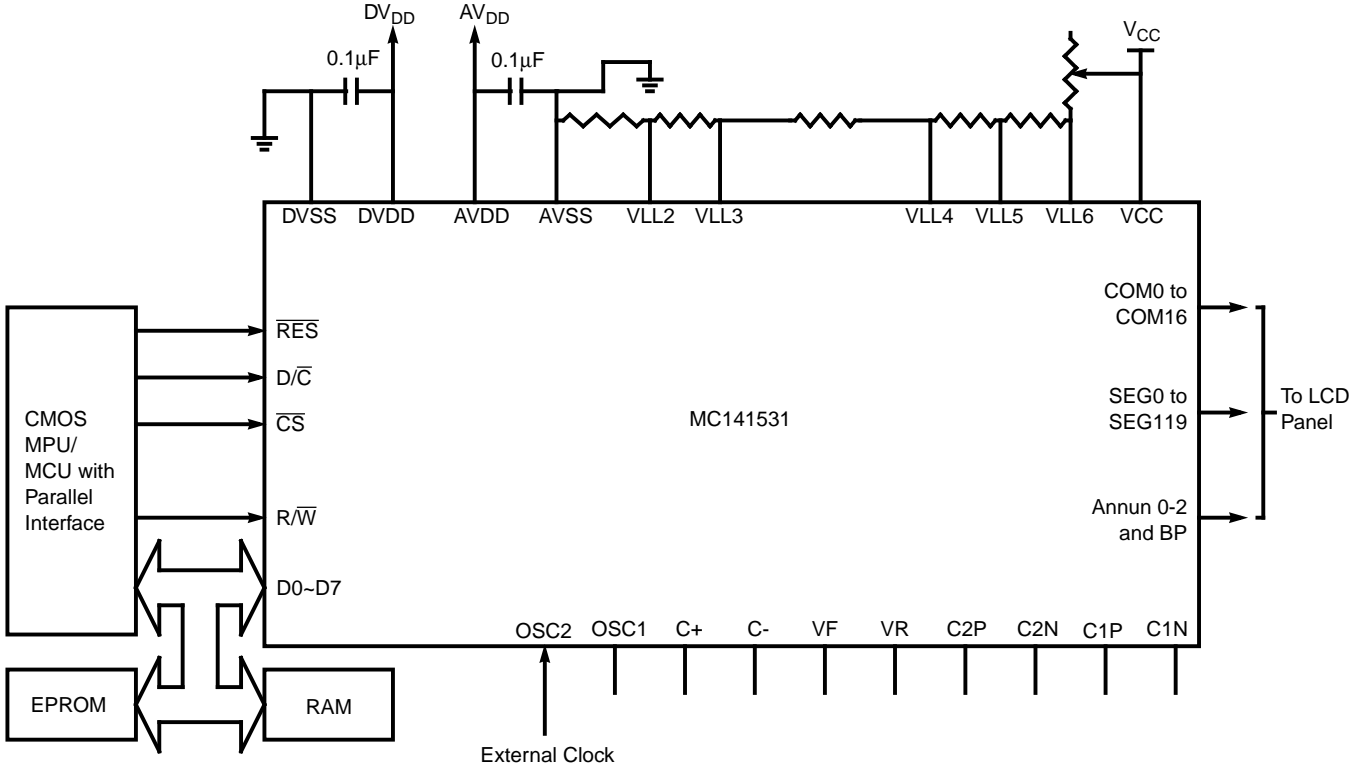 DVDD
AVDD
VCC
0.1μF
0.1μF
DVSS
DVDD
AVDD
AVSS
VLL2
VLL3
VLL4
VLL5
VLL6
VCC
CMOS
MPU/
MCU with
Parallel
Interface
R̅E̅S̅
D/C̅
C̅S̅
R/W̅
D0~D7
MC141531
COM0 to
COM16
SEG0 to
SEG119
Annun 0-2
and BP
To LCD
Panel
OSC2
OSC1
C+
C-
VF
VR
C2P
C2N
C1P
C1N
EPROM
RAM
External Clock